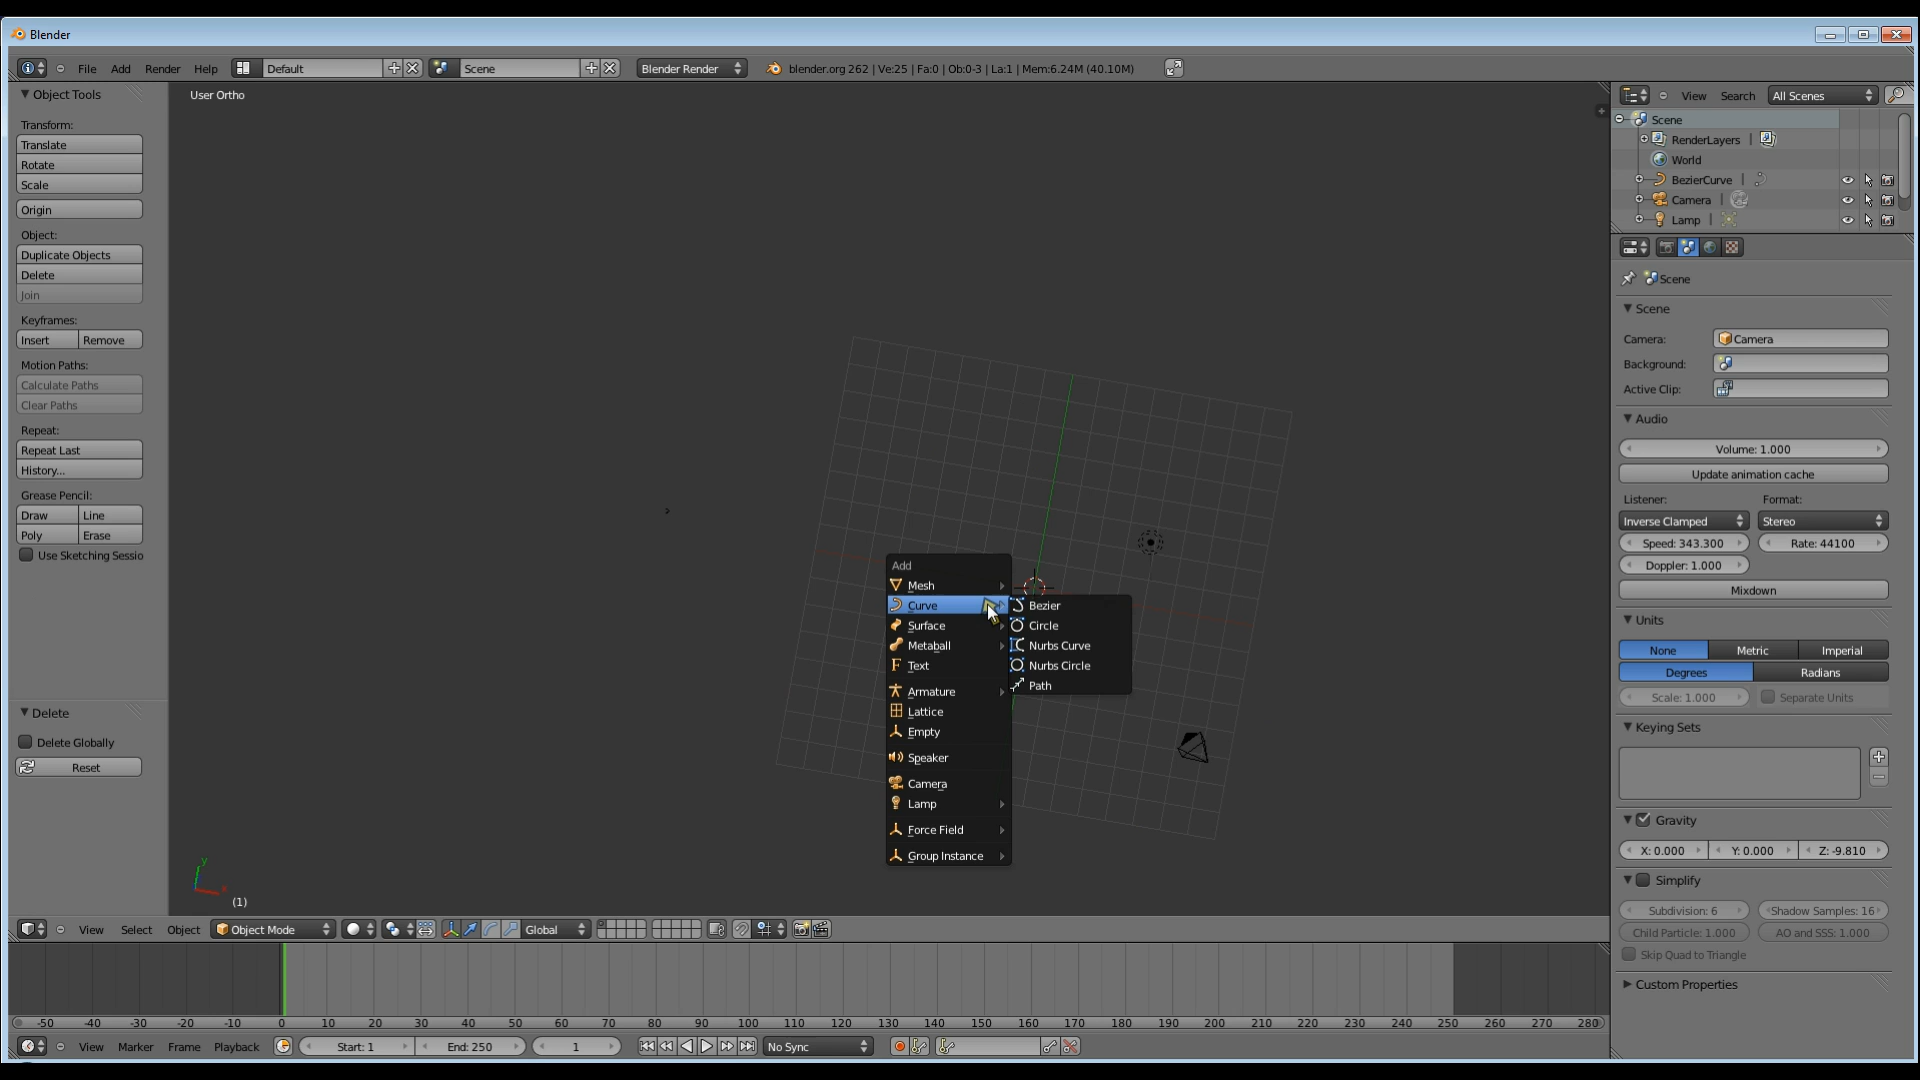 Blender
File Add Render Help Default Scene Blender Render blender.org 262 | Ve:25 | Fa:0 | Ob:0-3 | La:1 | Mem:6.24M (40.10M)
Object Tools
Transform:
Translate
Rotate
Scale
Origin
Object:
Duplicate Objects
Delete
Join
Keyframes:
Insert Remove
Motion Paths:
Calculate Paths
Clear Paths
Repeat:
Repeat Last
History...
Grease Pencil:
Draw Line
Poly Erase
Use Sketching Sessio
Delete
Delete Globally
Reset
User Ortho
Add
Mesh
Curve
Surface
Metaball
Text
Armature
Lattice
Empty
Speaker
Camera
Lamp
Force Field
Group Instance
Bezier
Circle
Nurbs Curve
Nurbs Circle
Path
y
x
(1)
View Select Object Object Mode Global
-50 -40 -30 -20 -10 0 10 20 30 40 50 60 70 80 90 100 110 120 130 140 150 160 170 180 190 200 210 220 230 240 250 260 270 280
View Marker Frame Playback Start: 1 End: 250 1 No Sync
View Search All Scenes
Scene
RenderLayers |
World
BezierCurve |
Camera |
Lamp |
Scene
Scene
Camera: Camera
Background:
Active Clip:
Audio
Volume: 1.000
Update animation cache
Listener: Format:
Inverse Clamped Stereo
Speed: 343.300 Rate: 44100
Doppler: 1.000
Mixdown
Units
None Metric Imperial
Degrees Radians
Scale: 1.000 Separate Units
Keying Sets
Gravity
X: 0.000 Y: 0.000 Z: -9.810
Simplify
Subdivision: 6 Shadow Samples: 16
Child Particle: 1.000 AO and SSS: 1.000
Skip Quad to Triangle
Custom Properties